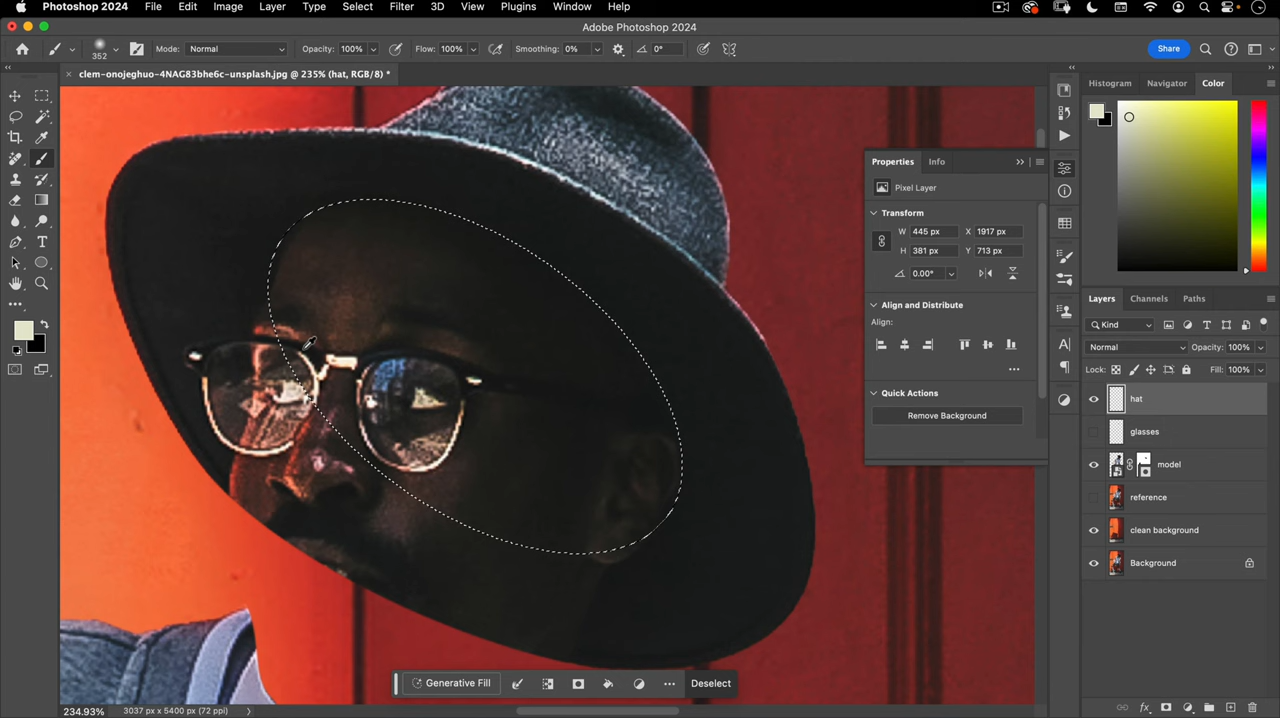 Photoshop 2024 File Edit Image Layer Type Select Filter 3D View Plugins Window Help
Adobe Photoshop 2024
352 Mode: Normal Opacity: 100% Flow: 100% Smoothing: 0% 0° Share
clem-onojeghuo-4NAG83bhe6c-unsplash.jpg @ 235% (hat, RGB/8) *
Histogram Navigator Color
Properties Info
Pixel Layer
Transform
W 445 px X 1917 px
H 381 px Y 713 px
0.00°
Align and Distribute
Align:
Quick Actions
Remove Background
Layers Channels Paths
Kind
Normal Opacity: 100%
Lock: Fill: 100%
hat
glasses
model
reference
clean background
Background
Generative Fill Deselect
234.93% 3037 px x 5400 px (72 ppi)